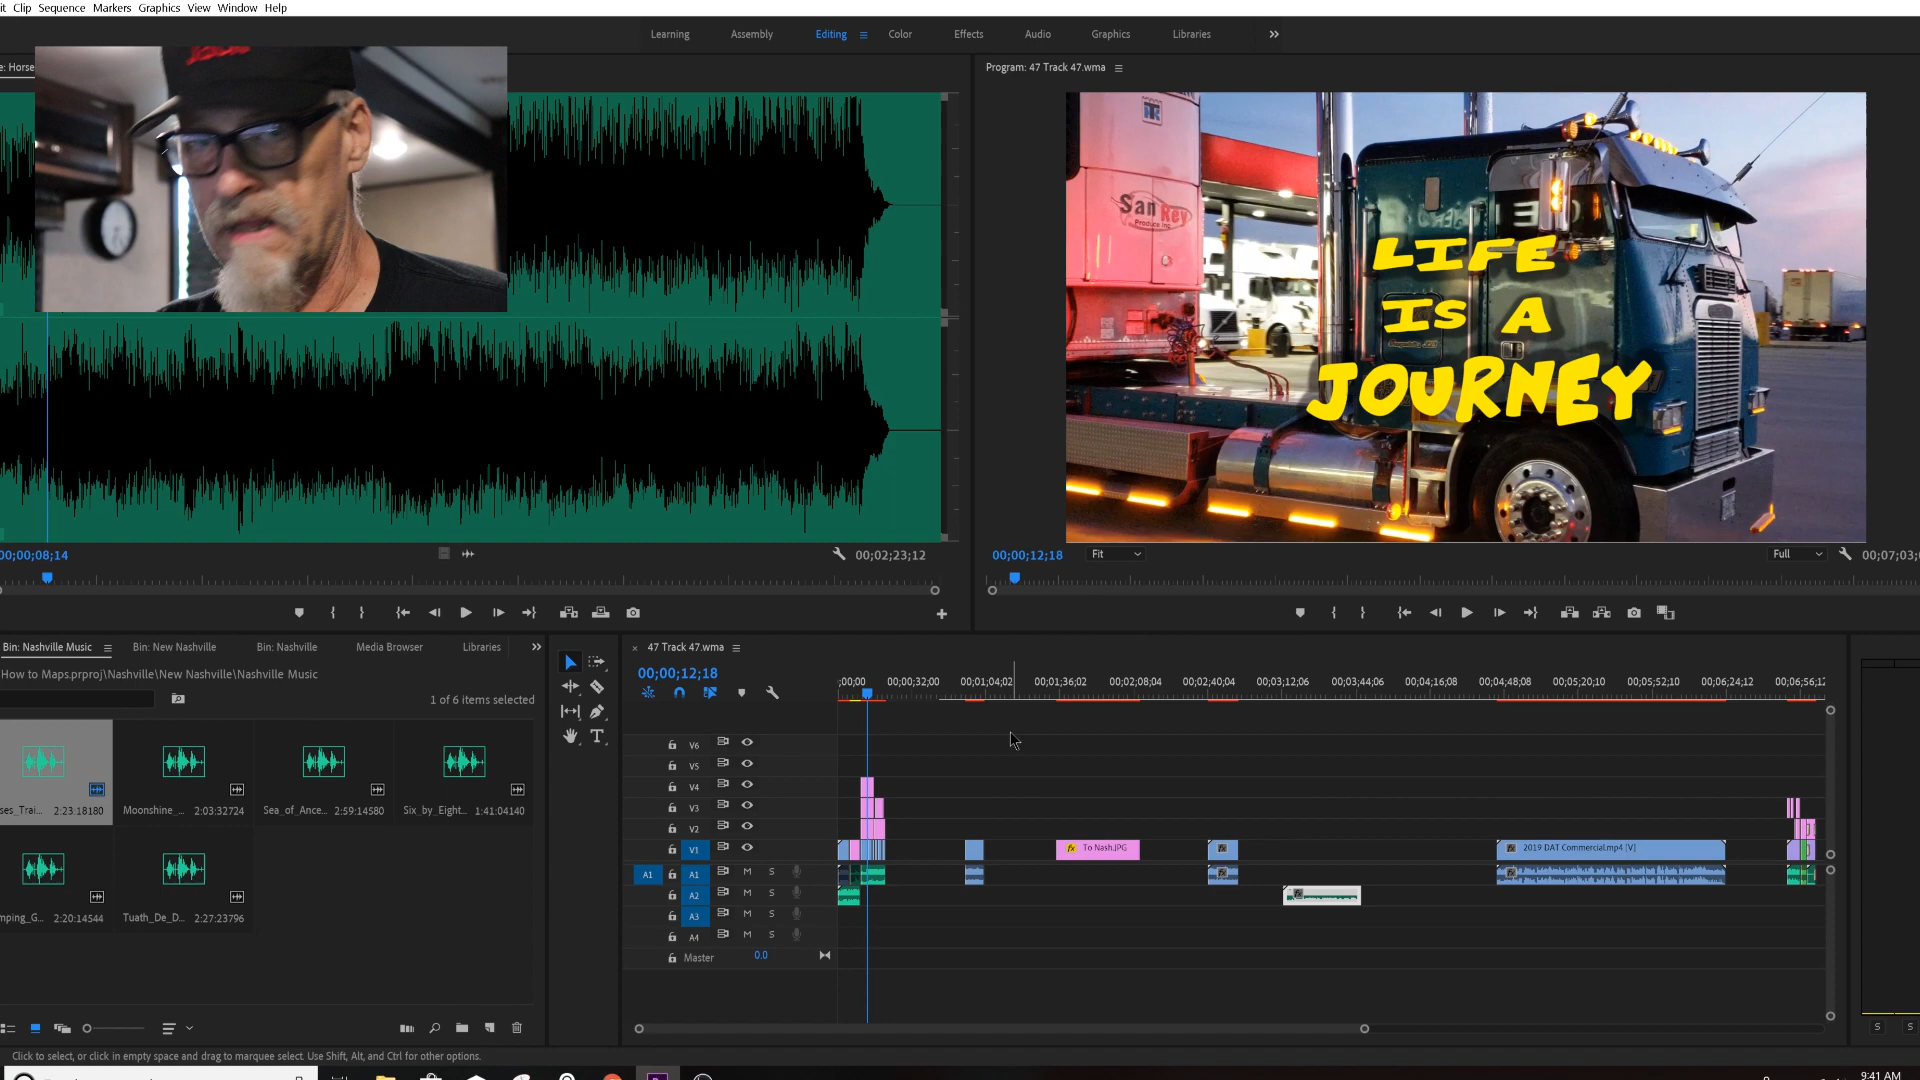 it Clip Sequence Markers Graphics View Window Help
Learning Assembly Editing Color Effects Audio Graphics Libraries
e: Horse
Program: 47 Track 47.wma
San Rey
Produce Inc
LIFE
IS A
JOURNEY
00;00;08;14
00;02;23;12
00;00;12;18 Fit Full 00;07;03;
Bin: Nashville Music Bin: New Nashville Bin: Nashville Media Browser Libraries
How to Maps.prproj\Nashville\New Nashville\Nashville Music
1 of 6 items selected
ses_Trai... 2:23:18180
Moonshine_... 2:03:32724
Sea_of_Ance... 2:59:14580
Six_by_Eight... 1:41:04140
mping_G... 2:20:14544
Tuath_De_D... 2:27:23796
47 Track 47.wma
00;00;12;18
;00;00 00;00;32;00 00;01;04;02 00;01;36;02 00;02;08;04 00;02;40;04 00;03;12;06 00;03;44;06 00;04;16;08 00;04;48;08 00;05;20;10 00;05;52;10 00;06;24;12 00;06;56;12
V6
V5
V4
V3
V2
V1 To Nash.JPG 2019 DAT Commercial.mp4 [V]
A1 A1 M S
A2 M S
A3 M S
A4 M S
Master 0.0
S S
Click to select, or click in empty space and drag to marquee select. Use Shift, Alt, and Ctrl for other options.
9:41 AM